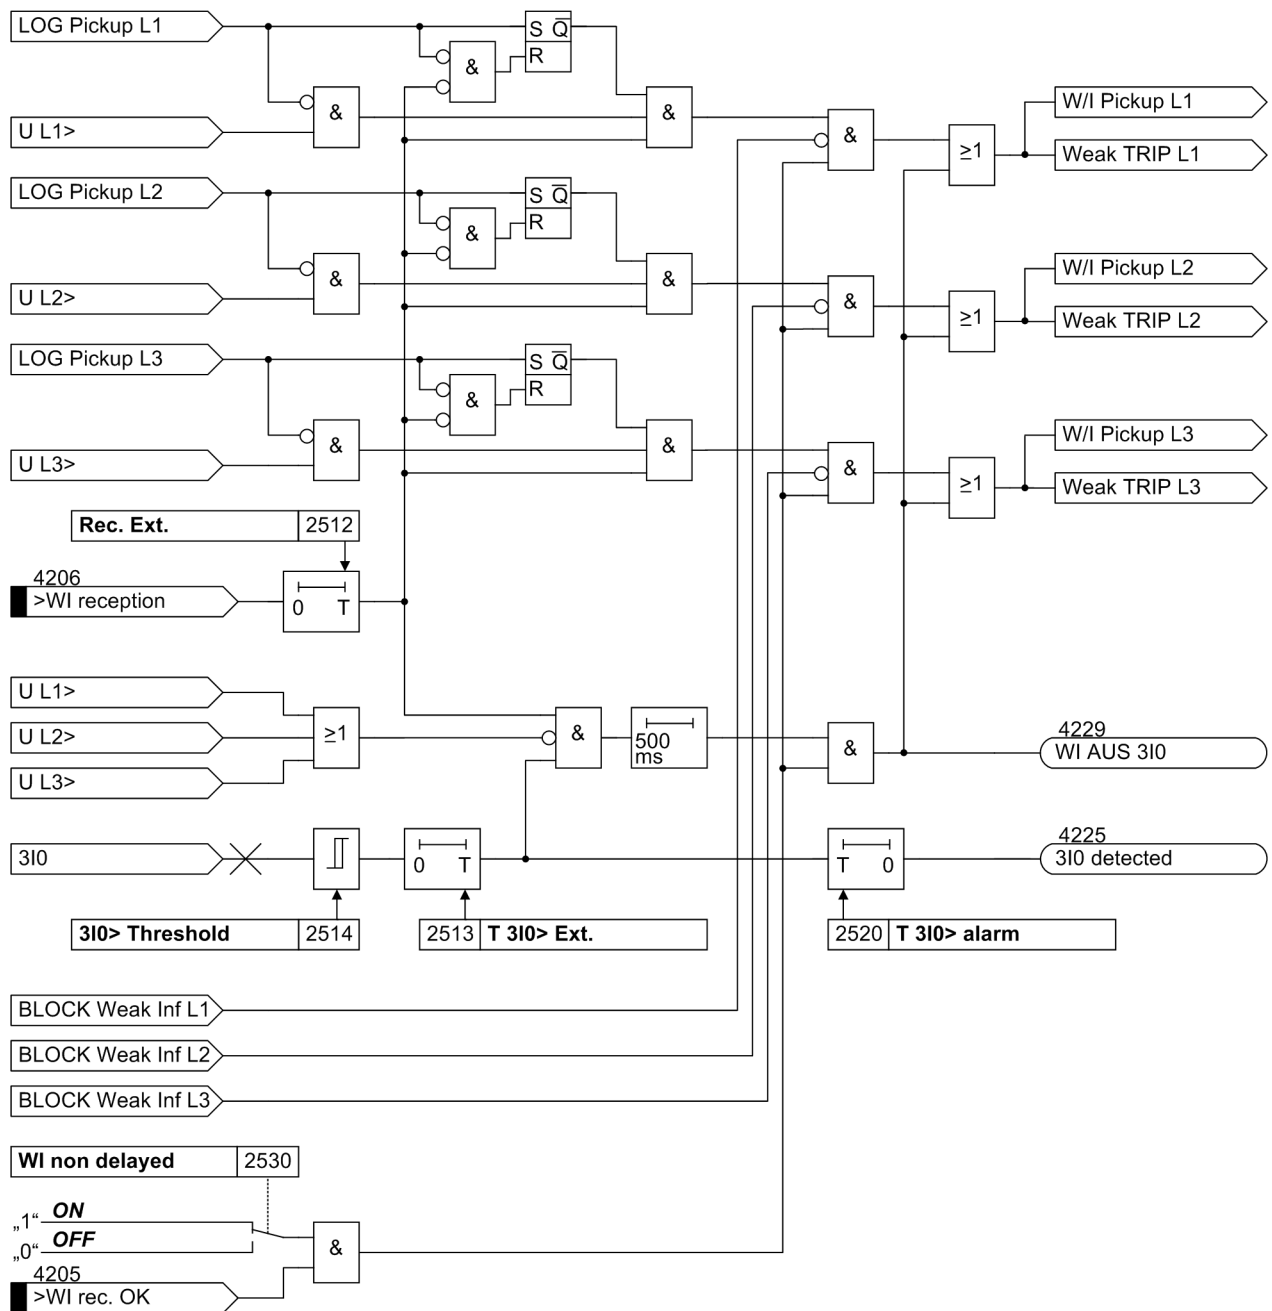 LOG Pickup L1
S Q̅
R
&
&
&
U L1>
&
≥1
W/I Pickup L1
Weak TRIP L1
LOG Pickup L2
S Q̅
R
&
&
&
U L2>
&
≥1
W/I Pickup L2
Weak TRIP L2
LOG Pickup L3
S Q̅
R
&
&
&
U L3>
&
≥1
W/I Pickup L3
Weak TRIP L3
Rec. Ext. 2512
4206
>WI reception
0 T
U L1>
U L2>
U L3>
≥1
&
500
ms
&
4229
WI AUS 3I0
3I0
0 T
T 0
4225
3I0 detected
3I0> Threshold 2514
2513 T 3I0> Ext.
2520 T 3I0> alarm
BLOCK Weak Inf L1
BLOCK Weak Inf L2
BLOCK Weak Inf L3
WI non delayed 2530
„1“ ON
„0“ OFF
&
4205
>WI rec. OK